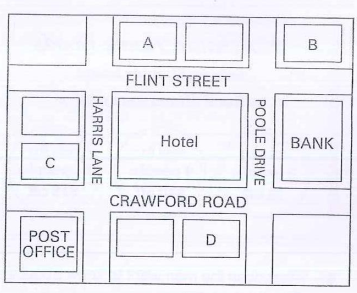 A
B
FLINT STREET
HARRIS LANE
Hotel
POOLE DRIVE
BANK
C
CRAWFORD ROAD
POST
OFFICE
D